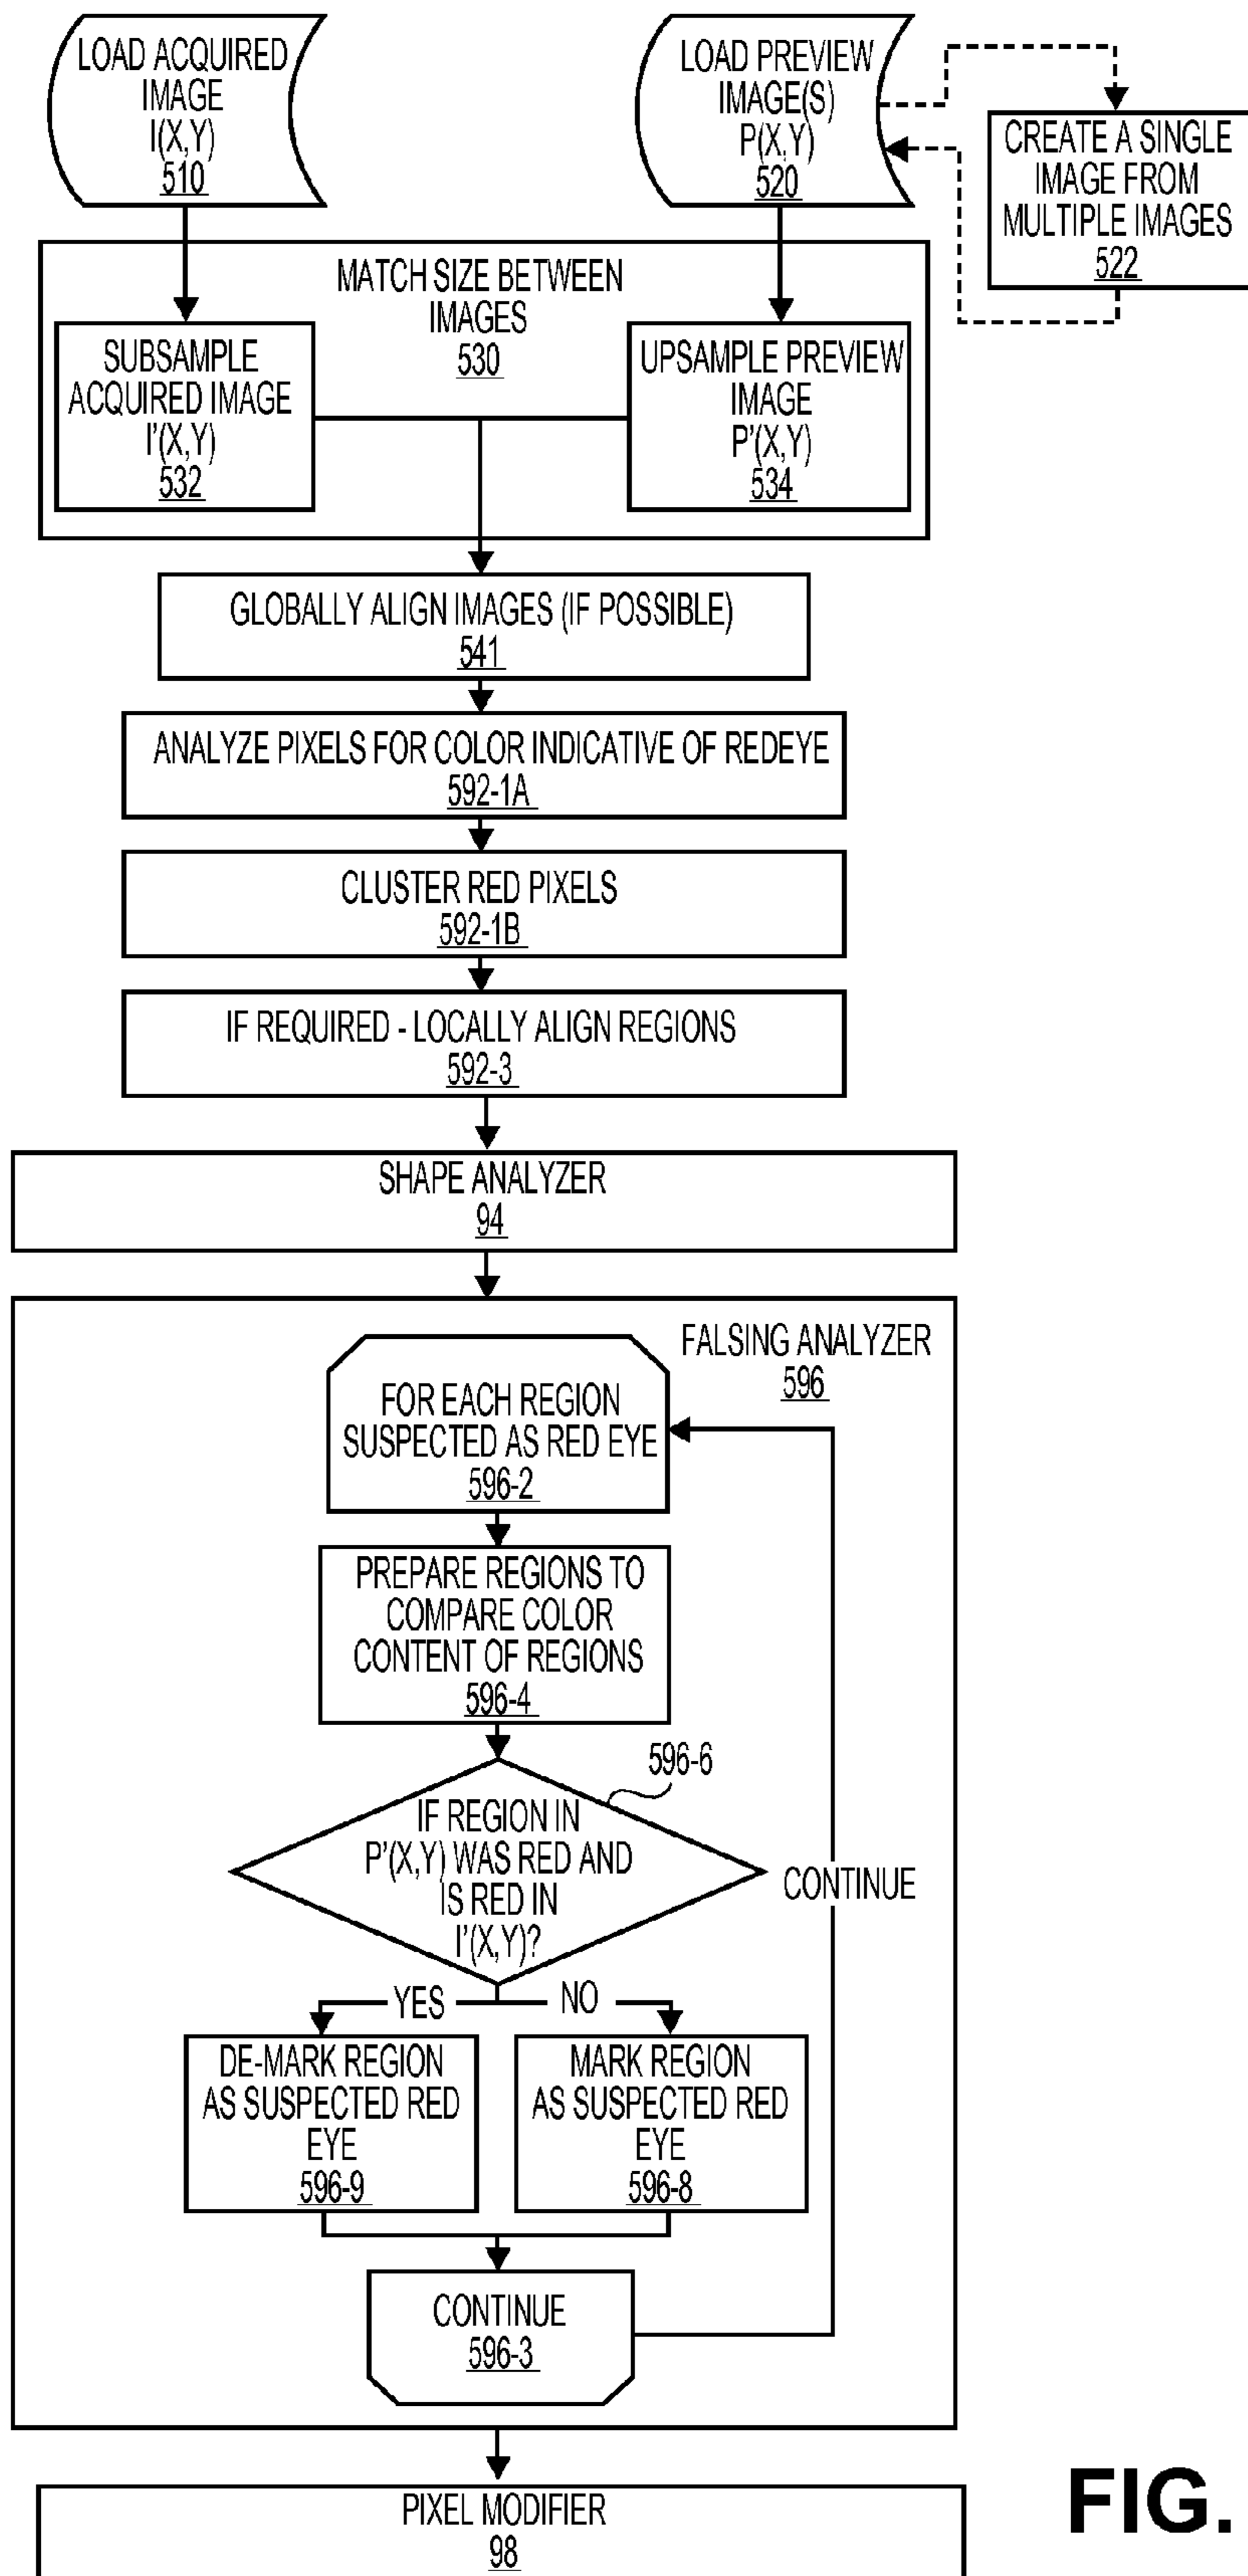 LOAD ACQUIRED
IMAGE
I(X,Y)
510
LOAD PREVIEW
IMAGE(S)
P(X,Y)
520
CREATE A SINGLE
IMAGE FROM
MULTIPLE IMAGES
522
MATCH SIZE BETWEEN
IMAGES
530
SUBSAMPLE
ACQUIRED IMAGE
I'(X,Y)
532
UPSAMPLE PREVIEW
IMAGE
P'(X,Y)
534
GLOBALLY ALIGN IMAGES (IF POSSIBLE)
541
ANALYZE PIXELS FOR COLOR INDICATIVE OF REDEYE
592-1A
CLUSTER RED PIXELS
592-1B
IF REQUIRED - LOCALLY ALIGN REGIONS
592-3
SHAPE ANALYZER
94
FALSING ANALYZER
596
FOR EACH REGION
SUSPECTED AS RED EYE
596-2
PREPARE REGIONS TO
COMPARE COLOR
CONTENT OF REGIONS
596-4
596-6
IF REGION IN
P'(X,Y) WAS RED AND
IS RED IN
I'(X,Y)?
CONTINUE
YES
NO
DE-MARK REGION
AS SUSPECTED RED
EYE
596-9
MARK REGION
AS SUSPECTED RED
EYE
596-8
CONTINUE
596-3
PIXEL MODIFIER
98
FIG.